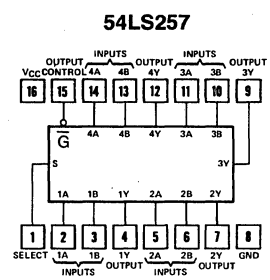 54LS257
INPUTS INPUTS
OUTPUT OUTPUT OUTPUT
VCC CONTROL 4A 4B 4Y 3A 3B 3Y
16 15 14 13 12 11 10 9
G 4A 4B 4Y 3A 3B
S 3Y
1A 1B 1Y 2A 2B 2Y
1 2 3 4 5 6 7 8
SELECT 1A 1B 1Y 2A 2B 2Y GND
OUTPUT OUTPUT
INPUTS INPUTS